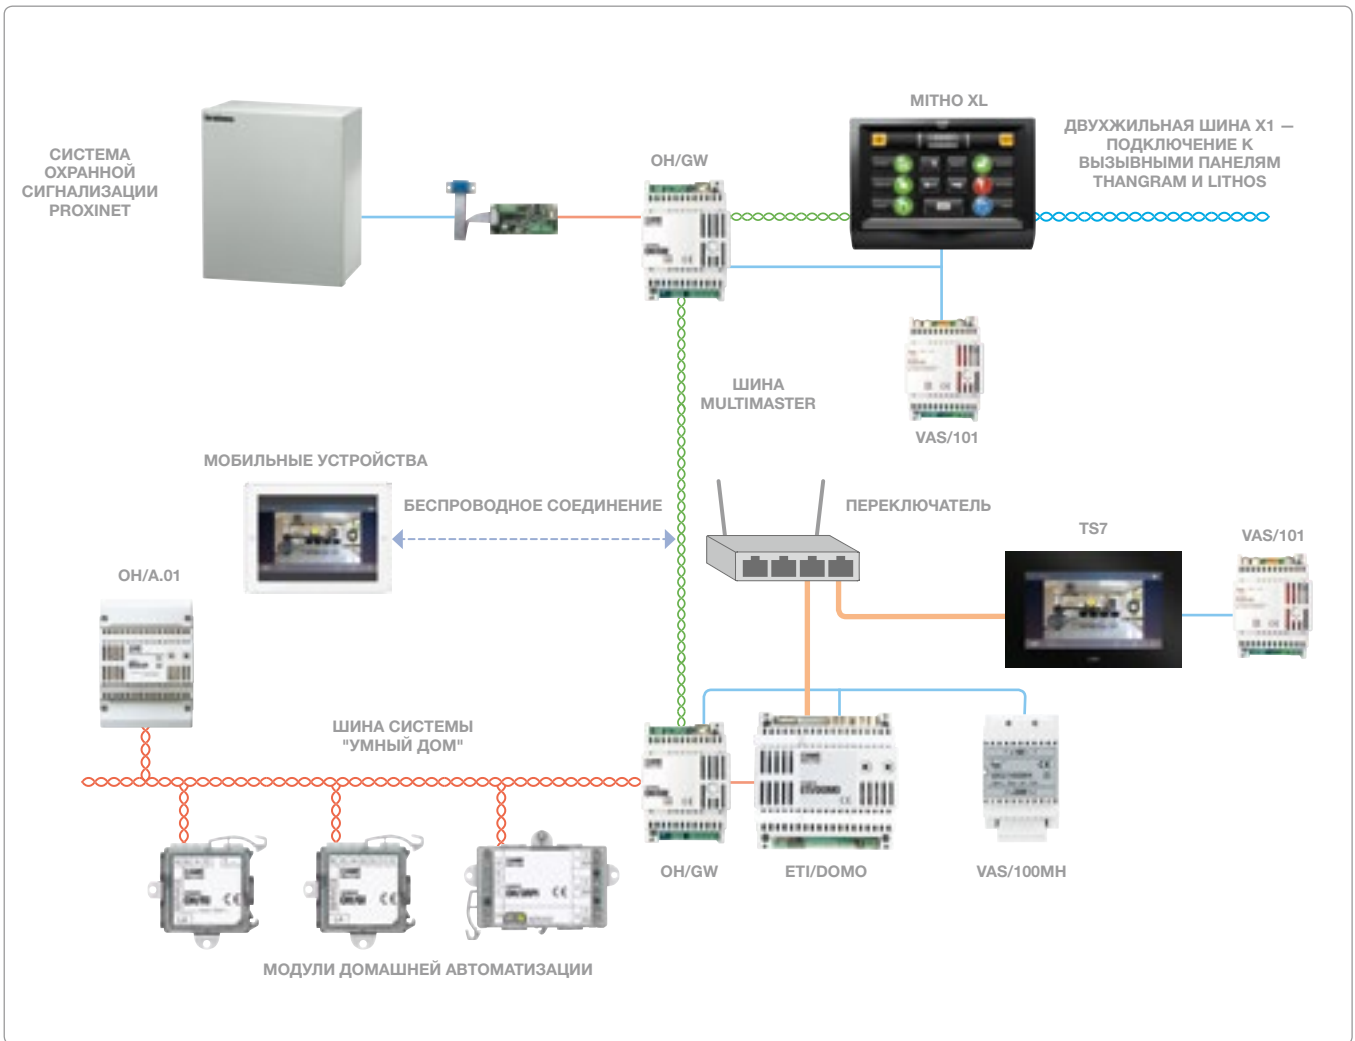 MITHO XL
ДВУХЖИЛЬНАЯ ШИНА X1 —
ПОДКЛЮЧЕНИЕ К
ВЫЗЫВНЫМИ ПАНЕЛЯМ
THANGRAM И LITHOS
СИСТЕМА
ОХРАННОЙ
СИГНАЛИЗАЦИИ
PROXINET
OH/GW
ШИНА
MULTIMASTER
VAS/101
МОБИЛЬНЫЕ УСТРОЙСТВА
БЕСПРОВОДНОЕ СОЕДИНЕНИЕ
ПЕРЕКЛЮЧАТЕЛЬ
TS7
VAS/101
OH/A.01
ШИНА СИСТЕМЫ
"УМНЫЙ ДОМ"
OH/GW
ETI/DOMO
VAS/100MH
МОДУЛИ ДОМАШНЕЙ АВТОМАТИЗАЦИИ